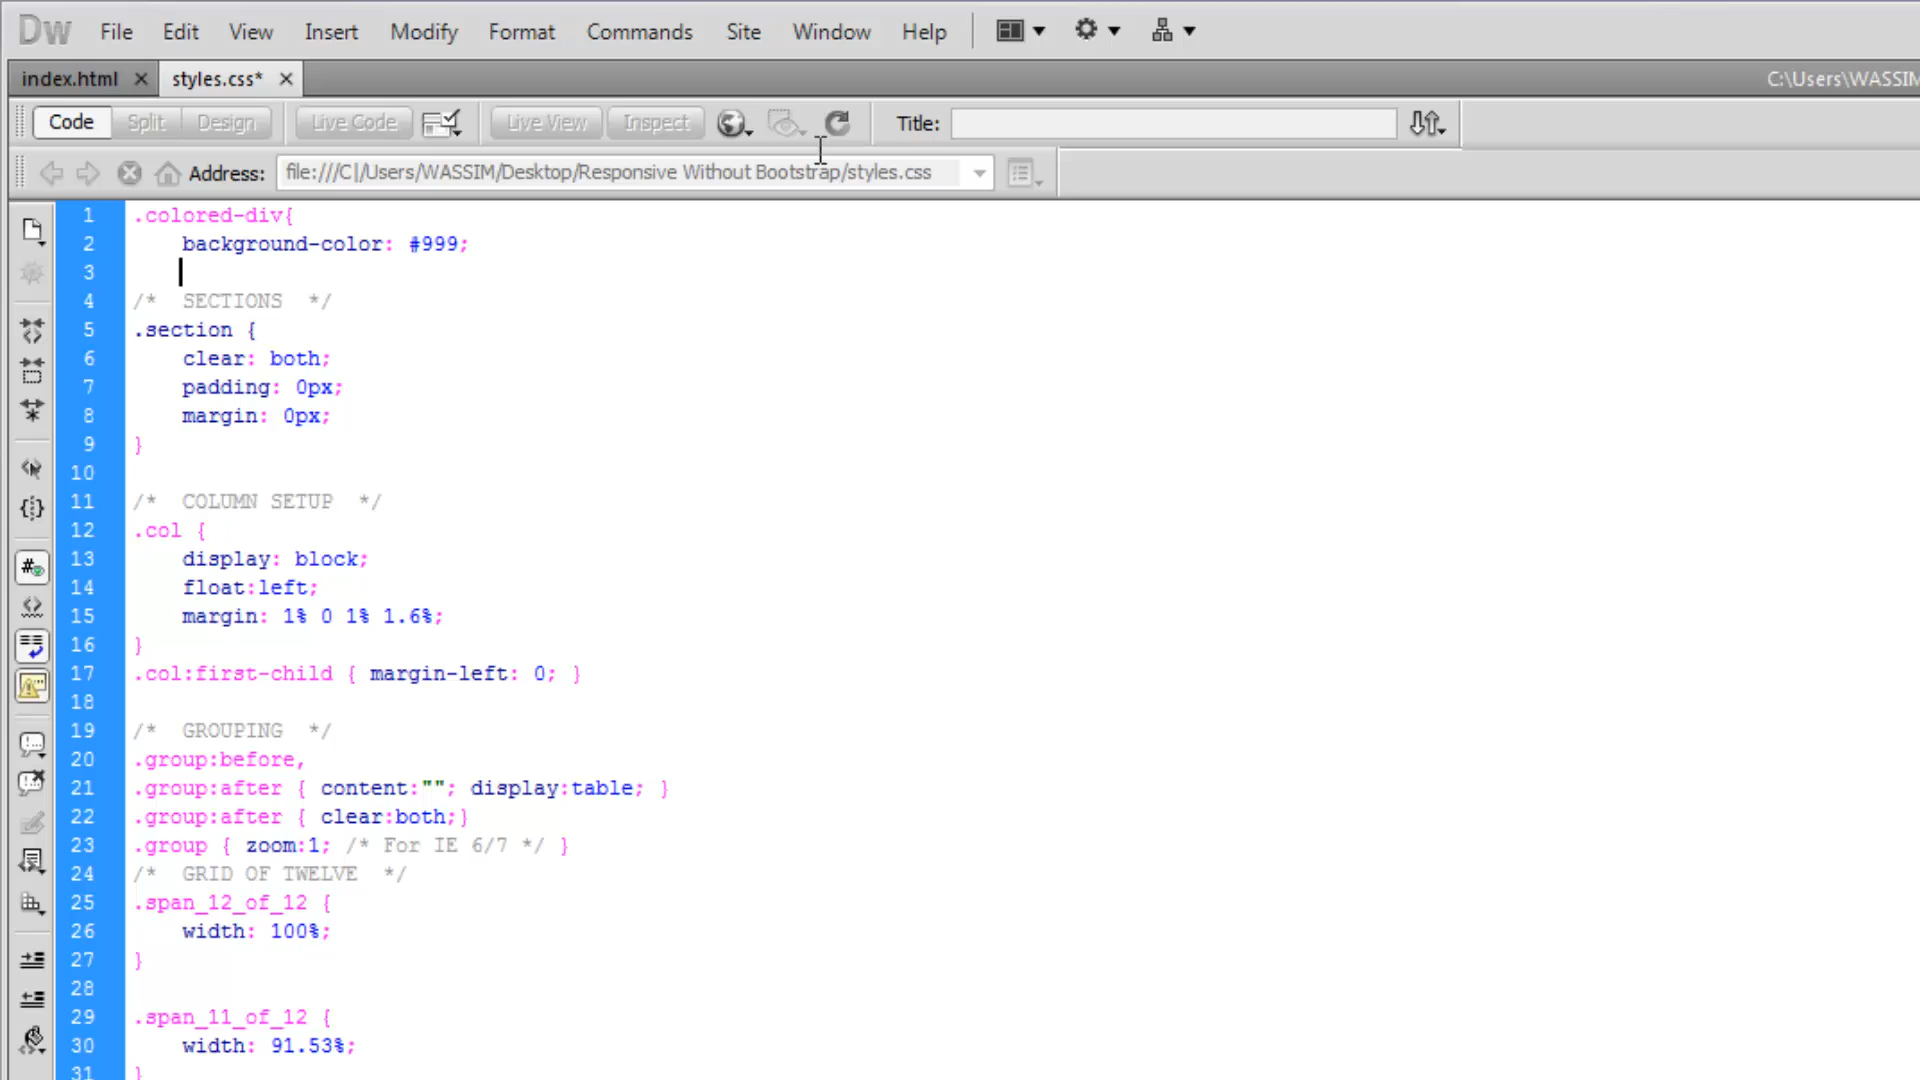 Dw File Edit View Insert Modify Format Commands Site Window Help
index.html styles.css* C:\Users\WASSIM
Code Split Design Live Code Live View Inspect Title:
Address: file:///C|/Users/WASSIM/Desktop/Responsive Without Bootstrap/styles.css
1 .colored-div{
2 background-color: #999;
3
4 /* SECTIONS */
5 .section {
6 clear: both;
7 padding: 0px;
8 margin: 0px;
9 }
10
11 /* COLUMN SETUP */
12 .col {
13 display: block;
14 float:left;
15 margin: 1% 0 1% 1.6%;
16 }
17 .col:first-child { margin-left: 0; }
18
19 /* GROUPING */
20 .group:before,
21 .group:after { content:""; display:table; }
22 .group:after { clear:both;}
23 .group { zoom:1; /* For IE 6/7 */ }
24 /* GRID OF TWELVE */
25 .span_12_of_12 {
26 width: 100%;
27 }
28
29 .span_11_of_12 {
30 width: 91.53%;
31 }